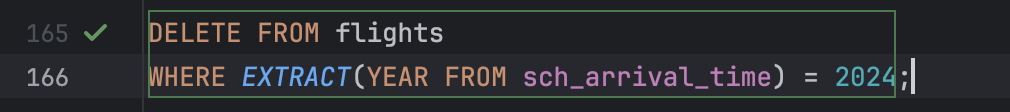 165 DELETE FROM flights
166 WHERE EXTRACT(YEAR FROM sch_arrival_time) = 2024;